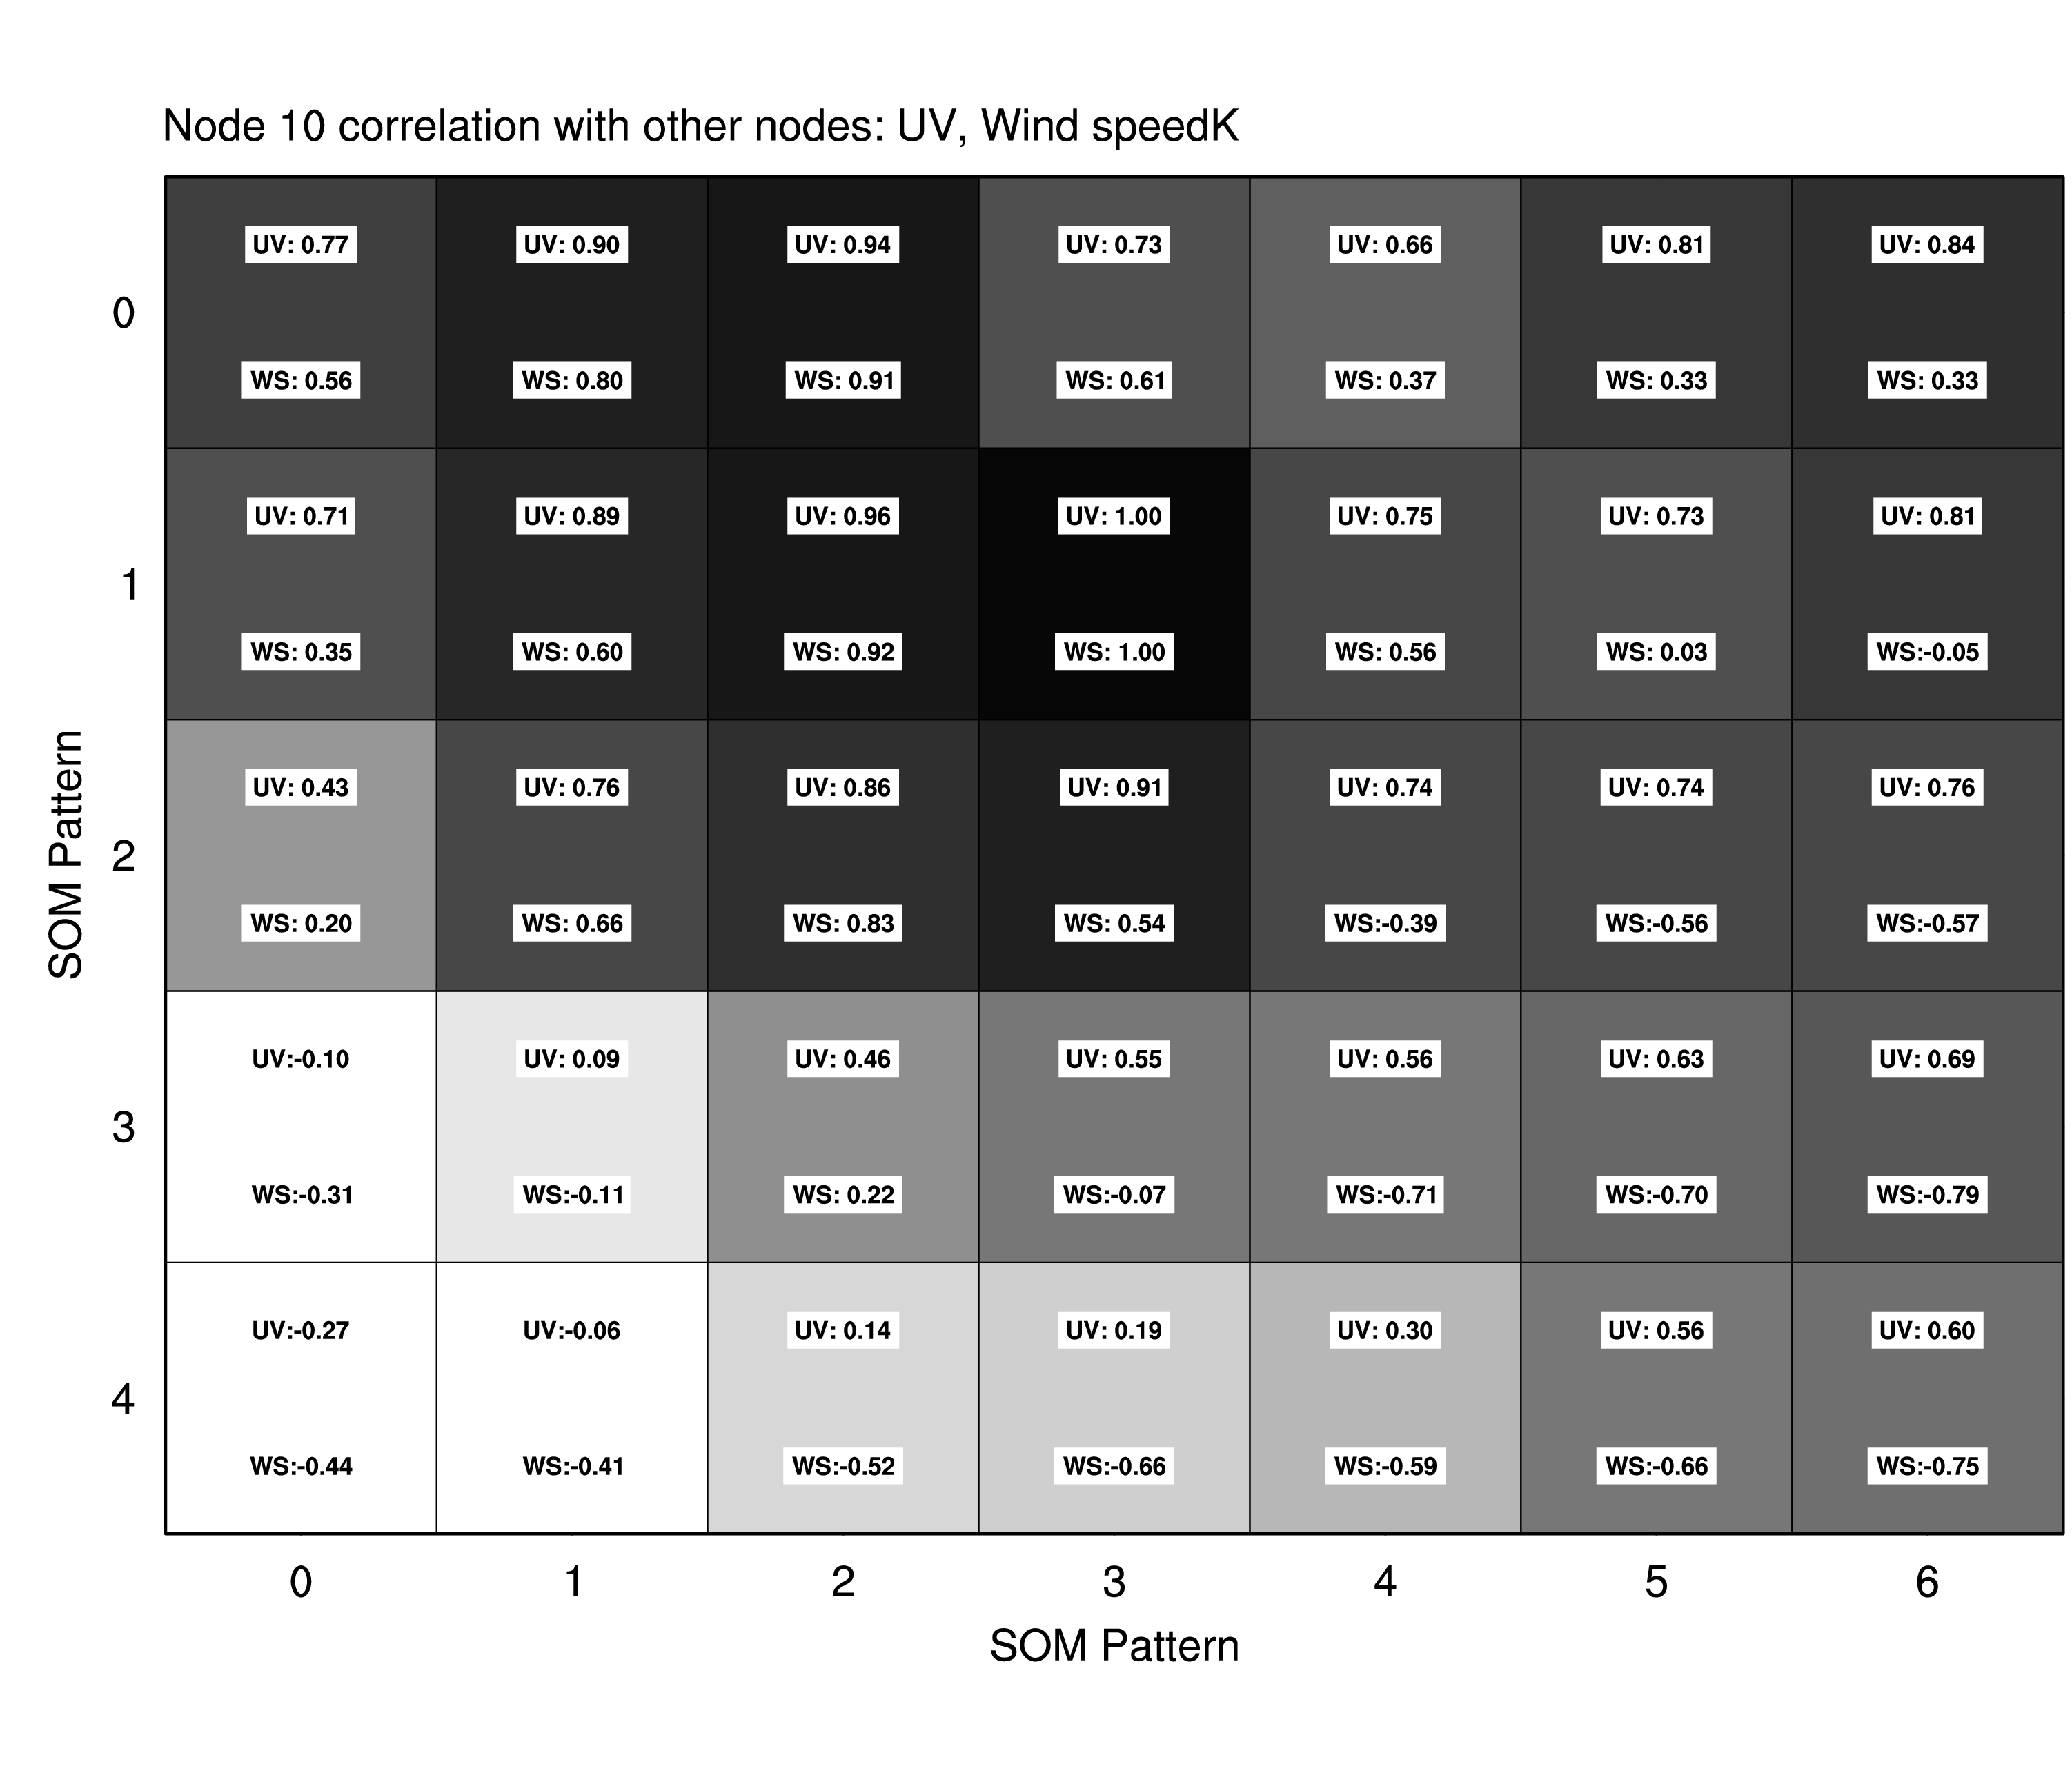 Node 10 correlation with other nodes: UV, Wind speedK
UV: 0.77 UV: 0.90 UV: 0.94 UV: 0.73 UV: 0.66 UV: 0.81 UV: 0.84
0
WS: 0.56 WS: 0.80 WS: 0.91 WS: 0.61 WS: 0.37 WS: 0.33 WS: 0.33
UV: 0.71 UV: 0.89 UV: 0.96 UV: 1.00 UV: 0.75 UV: 0.73 UV: 0.81
1
WS: 0.35 WS: 0.60 WS: 0.92 WS: 1.00 WS: 0.56 WS: 0.03 WS:-0.05
UV: 0.43 UV: 0.76 UV: 0.86 UV: 0.91 UV: 0.74 UV: 0.74 UV: 0.76
SOM Pattern
2
WS: 0.20 WS: 0.66 WS: 0.83 WS: 0.54 WS:-0.39 WS:-0.56 WS:-0.57
UV:-0.10 UV: 0.09 UV: 0.46 UV: 0.55 UV: 0.56 UV: 0.63 UV: 0.69
3
WS:-0.31 WS:-0.11 WS: 0.22 WS:-0.07 WS:-0.71 WS:-0.70 WS:-0.79
UV:-0.27 UV:-0.06 UV: 0.14 UV: 0.19 UV: 0.30 UV: 0.56 UV: 0.60
4
WS:-0.44 WS:-0.41 WS:-0.52 WS:-0.66 WS:-0.59 WS:-0.66 WS:-0.75
0 1 2 3 4 5 6
SOM Pattern